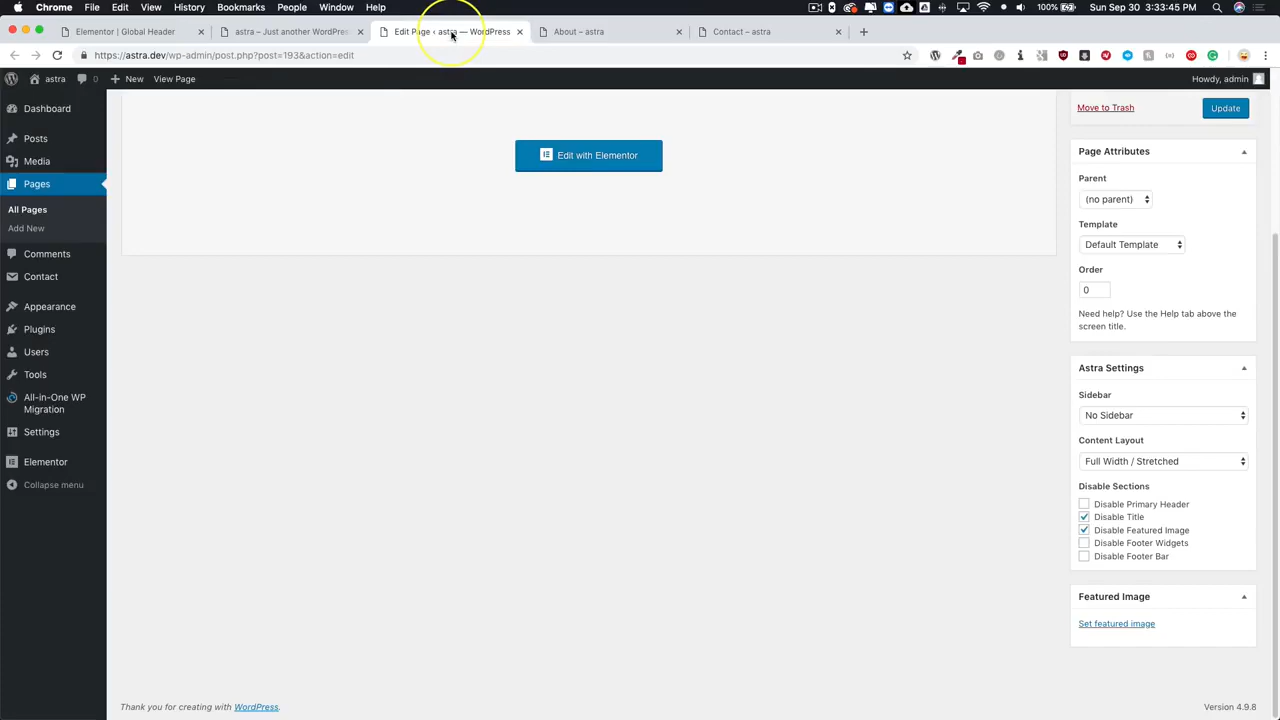 Chrome File Edit View History Bookmarks People Window Help Sun Sep 30 3:33:45 PM
Elementor | Global Header
astra – Just another WordPres
Edit Page ‹ astra — WordPress
About – astra
Contact – astra
https://astra.dev/wp-admin/post.php?post=193&action=edit
astra 0 New View Page Howdy, admin
Dashboard
Posts
Media
Pages
All Pages
Add New
Comments
Contact
Appearance
Plugins
Users
Tools
All-in-One WP
Migration
Settings
Elementor
Collapse menu
Edit with Elementor
Move to Trash Update
Page Attributes
Parent
(no parent)
Template
Default Template
Order
0
Need help? Use the Help tab above the
screen title.
Astra Settings
Sidebar
No Sidebar
Content Layout
Full Width / Stretched
Disable Sections
Disable Primary Header
Disable Title
Disable Featured Image
Disable Footer Widgets
Disable Footer Bar
Featured Image
Set featured image
Thank you for creating with WordPress.
Version 4.9.8